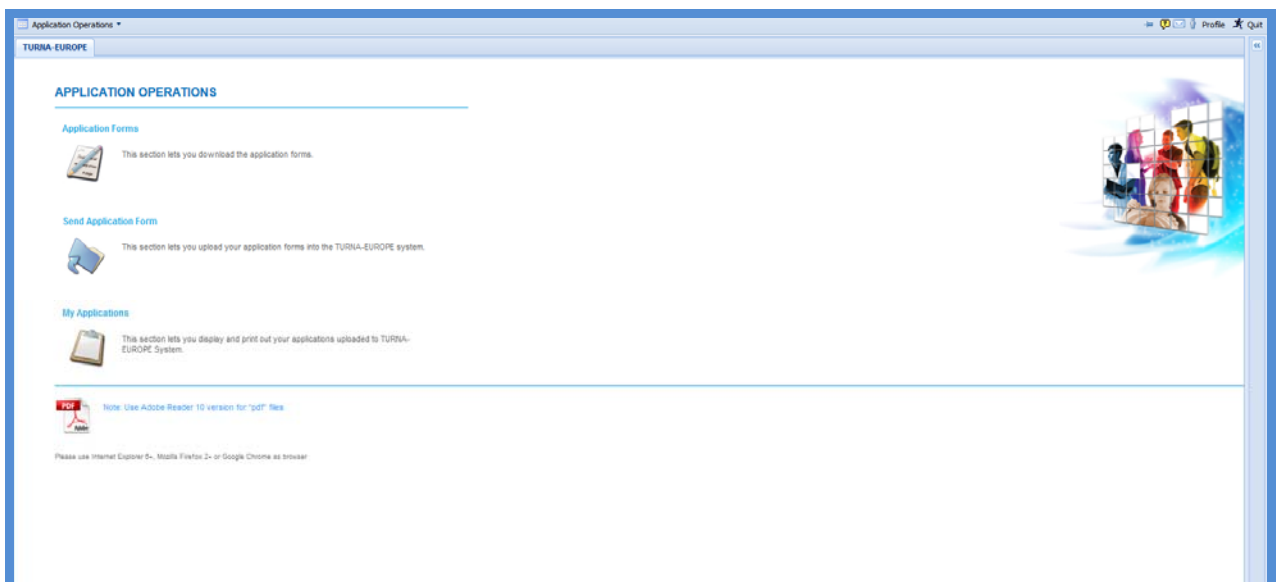 Application Operations
Profile
Quit
TURNA-EUROPE
APPLICATION OPERATIONS
Application Forms
This section lets you download the application forms.
Send Application Form
This section lets you upload your application forms into the TURNA-EUROPE system.
My Applications
This section lets you display and print out your applications uploaded to TURNA-
EUROPE System.
PDF
Adobe
Note: Use Adobe Reader 10 version for "pdf" files
Please use Internet Explorer 6+, Mozilla Firefox 2+ or Google Chrome as browser